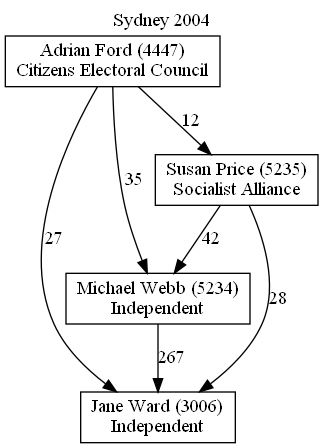 Sydney 2004
Adrian Ford (4447)
Citizens Electoral Council
12
Susan Price (5235)
Socialist Alliance
35
27
42
Michael Webb (5234)
Independent
28
267
Jane Ward (3006)
Independent